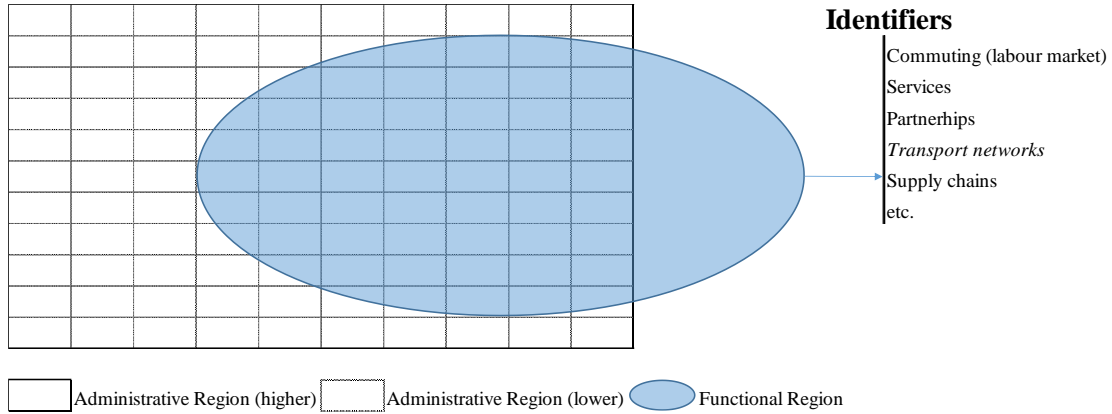 Identifiers
Commuting (labour market)
Services
Partnerhips
Transport networks
Supply chains
etc.
Administrative Region (higher)
Administrative Region (lower)
Functional Region